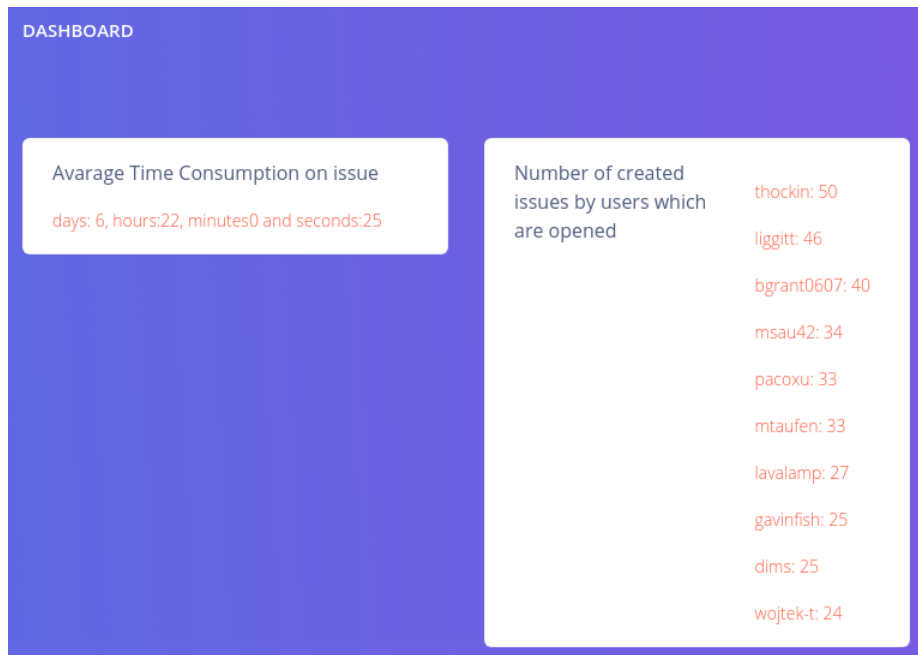 DASHBOARD
Avarage Time Consumption on issue
days: 6, hours:22, minutes0 and seconds:25
Number of created
issues by users which
are opened
thockin: 50
liggitt: 46
bgrant0607: 40
msau42: 34
pacoxu: 33
mtaufen: 33
lavalamp: 27
gavinfish: 25
dims: 25
wojtek-t: 24